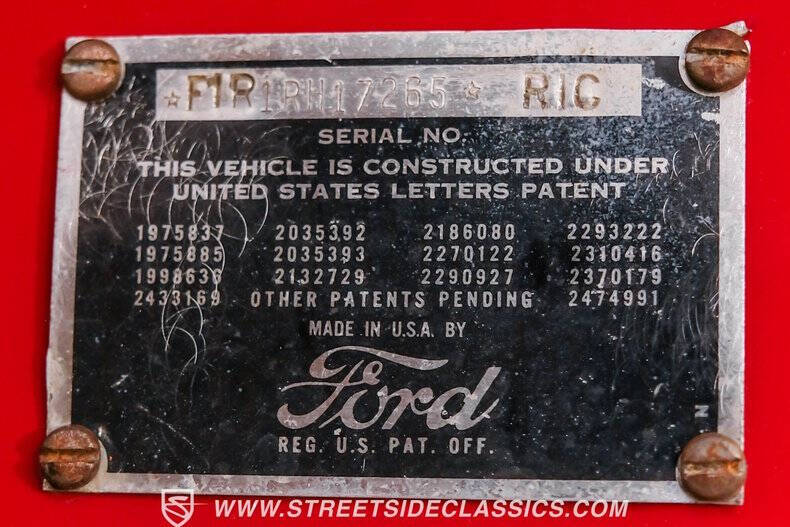 ☆F1R1RH17265☆ RIC
SERIAL NO.
THIS VEHICLE IS CONSTRUCTED UNDER
UNITED STATES LETTERS PATENT
1975837 2035392 2186080 2293222
1975885 2035393 2270122 2310416
1998636 2132729 2290927 2370179
2433169 OTHER PATENTS PENDING 2474991
MADE IN U.S.A. BY
Ford
REG. U.S. PAT. OFF.
N
WWW.STREETSIDECLASSICS.COM